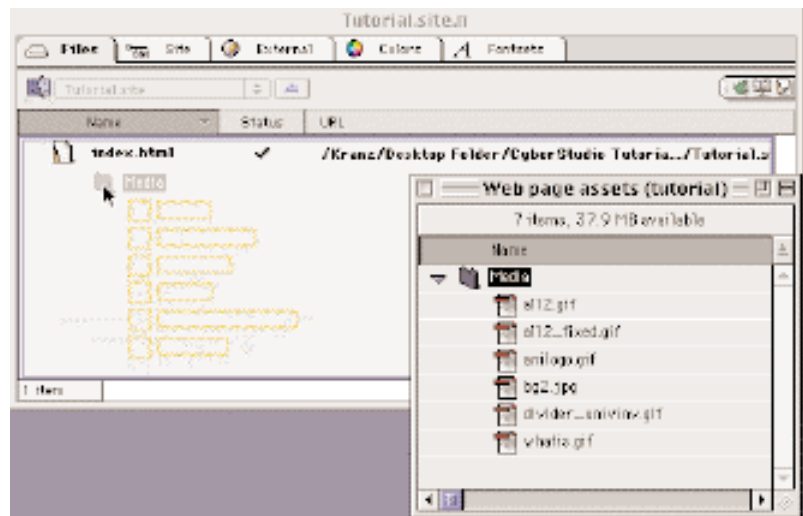 Tutorial.site.π
Files Site External Colors Fontsets
Tutorial.site
Name Status URL
index.html /Kranz/Desktop Folder/CyberStudio Tutoria.../Tutorial.s
Media
Web page assets (tutorial)
7 items, 37.9 MB available
Name
Media
al12.gif
al12_fixed.gif
anilogo.gif
bg2.jpg
1 item
whatis.gif